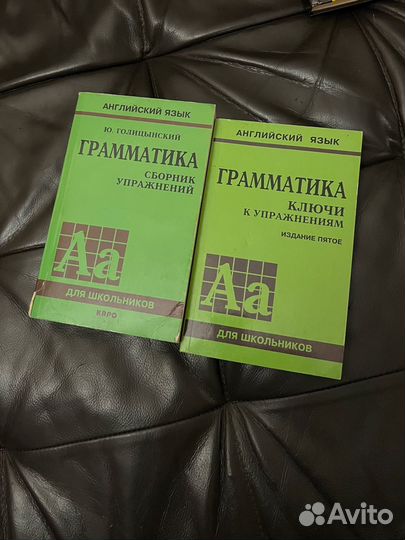 АНГЛИЙСКИЙ ЯЗЫК
Ю. ГОЛИЦЫНСКИЙ
ГРАММАТИКА
СБОРНИК
УПРАЖНЕНИЙ
Aa
ДЛЯ ШКОЛЬНИКОВ
КАРО
АНГЛИЙСКИЙ ЯЗЫК
ГРАММАТИКА
КЛЮЧИ
К УПРАЖНЕНИЯМ
ИЗДАНИЕ ПЯТОЕ
Aa
ДЛЯ ШКОЛЬНИКОВ
Avito